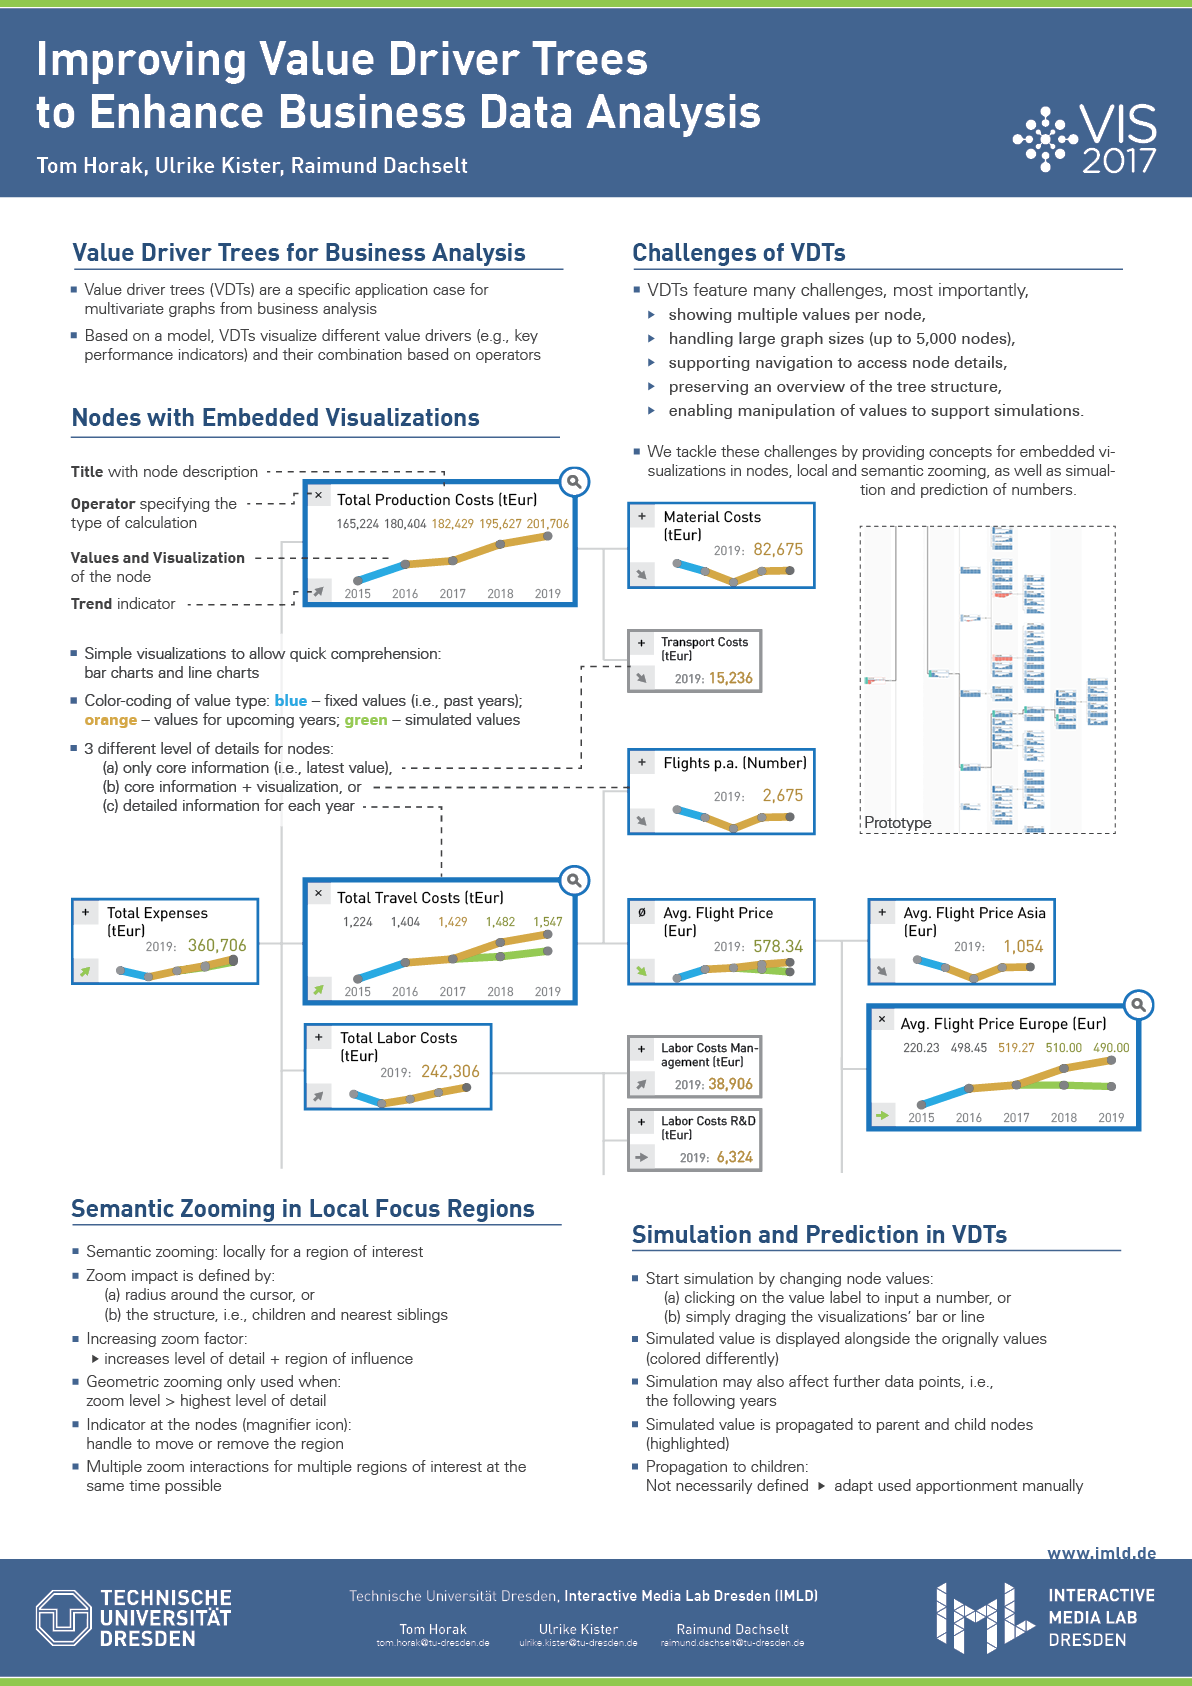 Improving Value Driver Trees
to Enhance Business Data Analysis
Tom Horak, Ulrike Kister, Raimund Dachselt
VIS
2017
Value Driver Trees for Business Analysis
Value driver trees (VDTs) are a specific application case for
multivariate graphs from business analysis
Based on a model, VDTs visualize different value drivers (e.g., key
performance indicators) and their combination based on operators
Challenges of VDTs
VDTs feature many challenges, most importantly,
showing multiple values per node,
handling large graph sizes (up to 5,000 nodes),
supporting navigation to access node details,
preserving an overview of the tree structure,
enabling manipulation of values to support simulations.
We tackle these challenges by providing concepts for embedded vi-
sualizations in nodes, local and semantic zooming, as well as simual-
tion and prediction of numbers.
Nodes with Embedded Visualizations
Title with node description
Operator specifying the
type of calculation
Values and Visualization
of the node
Trend indicator
× Total Production Costs (tEur)
165,224 180,404 182,429 195,627 201,706
2015 2016 2017 2018 2019
+ Material Costs
(tEur)
2019: 82,675
+ Transport Costs
(tEur)
2019: 15,236
Simple visualizations to allow quick comprehension:
bar charts and line charts
Color-coding of value type: blue – fixed values (i.e., past years);
orange – values for upcoming years; green – simulated values
3 different level of details for nodes:
(a) only core information (i.e., latest value),
(b) core information + visualization, or
(c) detailed information for each year
+ Flights p.a. (Number)
2019: 2,675
Prototype
+ Total Expenses
(tEur)
2019: 360,706
× Total Travel Costs (tEur)
1,224 1,404 1,429 1,482 1,547
2015 2016 2017 2018 2019
Ø Avg. Flight Price
(Eur)
2019: 578.34
+ Avg. Flight Price Asia
(Eur)
2019: 1,054
× Avg. Flight Price Europe (Eur)
220.23 498.45 519.27 510.00 490.00
2015 2016 2017 2018 2019
+ Total Labor Costs
(tEur)
2019: 242,306
+ Labor Costs Man-
agement (tEur)
2019: 38,906
+ Labor Costs R&D
(tEur)
2019: 6,324
Semantic Zooming in Local Focus Regions
Semantic zooming: locally for a region of interest
Zoom impact is defined by:
(a) radius around the cursor, or
(b) the structure, i.e., children and nearest siblings
Increasing zoom factor:
increases level of detail + region of influence
Geometric zooming only used when:
zoom level > highest level of detail
Indicator at the nodes (magnifier icon):
handle to move or remove the region
Multiple zoom interactions for multiple regions of interest at the
same time possible
Simulation and Prediction in VDTs
Start simulation by changing node values:
(a) clicking on the value label to input a number, or
(b) simply draging the visualizations' bar or line
Simulated value is displayed alongside the orignally values
(colored differently)
Simulation may also affect further data points, i.e.,
the following years
Simulated value is propagated to parent and child nodes
(highlighted)
Propagation to children:
Not necessarily defined ▸ adapt used apportionment manually
www.imld.de
TECHNISCHE
UNIVERSITÄT
DRESDEN
Technische Universität Dresden, Interactive Media Lab Dresden (IMLD)
Tom Horak Ulrike Kister Raimund Dachselt
tom.horak@tu-dresden.de ulrike.kister@tu-dresden.de raimund.dachselt@tu-dresden.de
INTERACTIVE
MEDIA LAB
DRESDEN